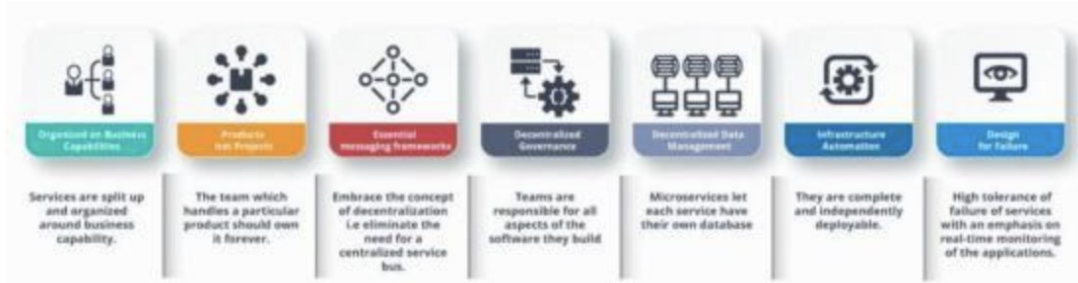 Organized on Business
Capabilities
Products
not Projects
Essential
messaging frameworks
Decentralized
Governance
Decentralized Data
Management
Infrastructure
Automation
Design
for Failure
Services are split up
and organized
around business
capability.
The team which
handles a particular
product should own
it forever.
Embrace the concept
of decentralization
i.e eliminate the
need for a
centralized service
bus.
Teams are
responsible for all
aspects of the
software they build
Microservices let
each service have
their own database
They are complete
and independently
deployable.
High tolerance of
failure of services
with an emphasis on
real-time monitoring
of the applications.